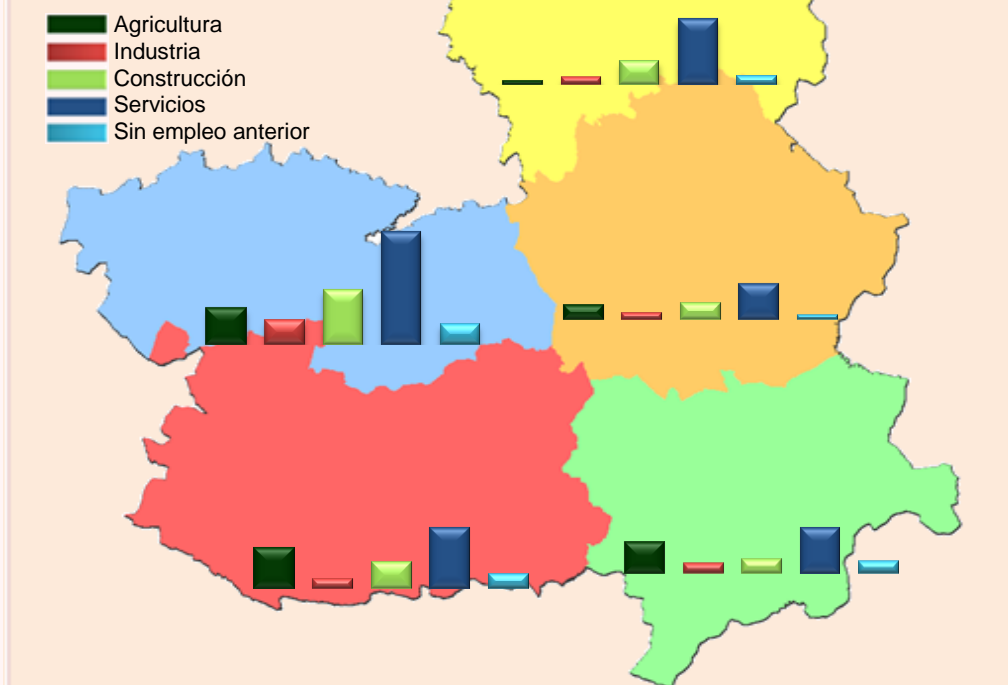 Agricultura
Industria
Construcción
Servicios
Sin empleo anterior